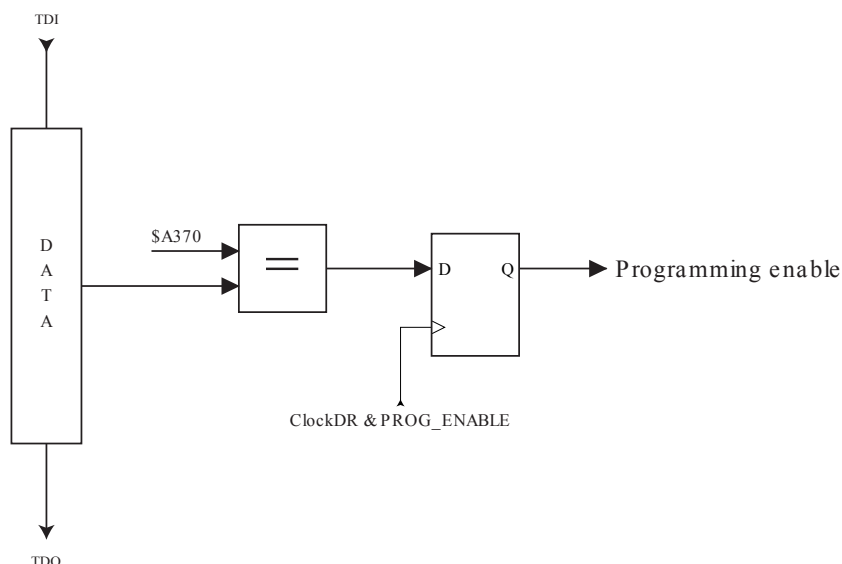 TDI
D
A
T
A
$A370
=
D
Q
Programming enable
ClockDR & PROG_ENABLE
TDO